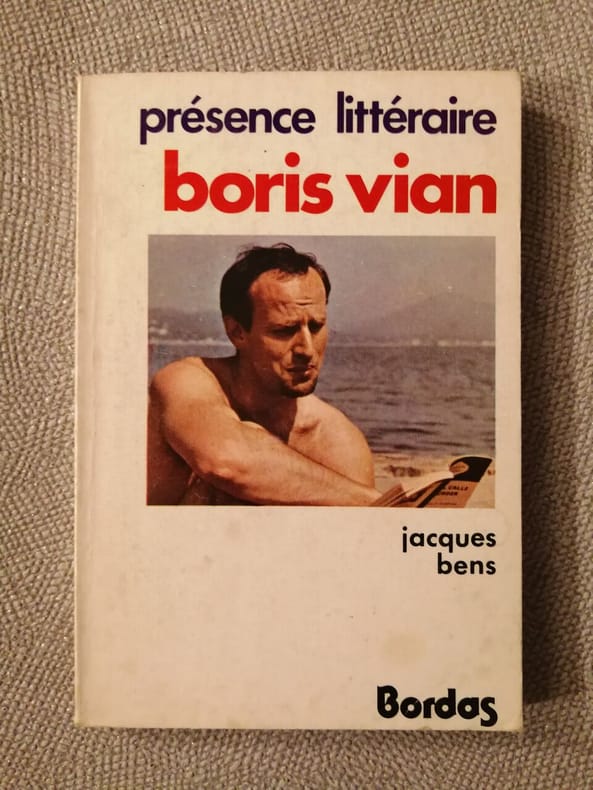 présence littéraire
boris vian
jacques
bens
Bordas